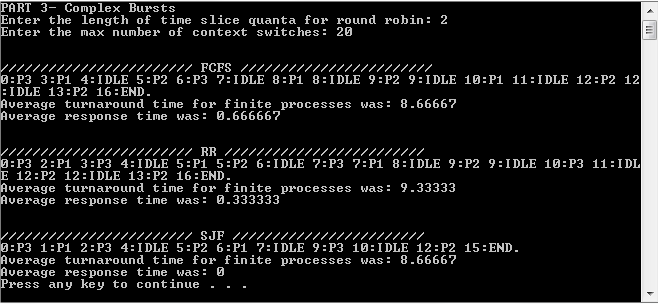 PART 3- Complex Bursts
Enter the length of time slice quanta for round robin: 2
Enter the max number of context switches: 20
//////////////////////// FCFS ////////////////////////
0:P3 3:P1 4:IDLE 5:P2 6:P3 7:IDLE 8:P1 8:IDLE 9:P2 9:IDLE 10:P1 11:IDLE 12:P2 12
:IDLE 13:P2 16:END.
Average turnaround time for finite processes was: 8.66667
Average response time was: 0.666667
//////////////////////// RR ////////////////////////
0:P3 2:P1 3:P3 4:IDLE 5:P1 5:P2 6:IDLE 7:P3 7:P1 8:IDLE 9:P2 9:IDLE 10:P3 11:IDL
E 12:P2 12:IDLE 13:P2 16:END.
Average turnaround time for finite processes was: 9.33333
Average response time was: 0.333333
//////////////////////// SJF ////////////////////////
0:P3 1:P1 2:P3 4:IDLE 5:P2 6:P1 7:IDLE 9:P3 10:IDLE 12:P2 15:END.
Average turnaround time for finite processes was: 8.66667
Average response time was: 0
Press any key to continue . . .